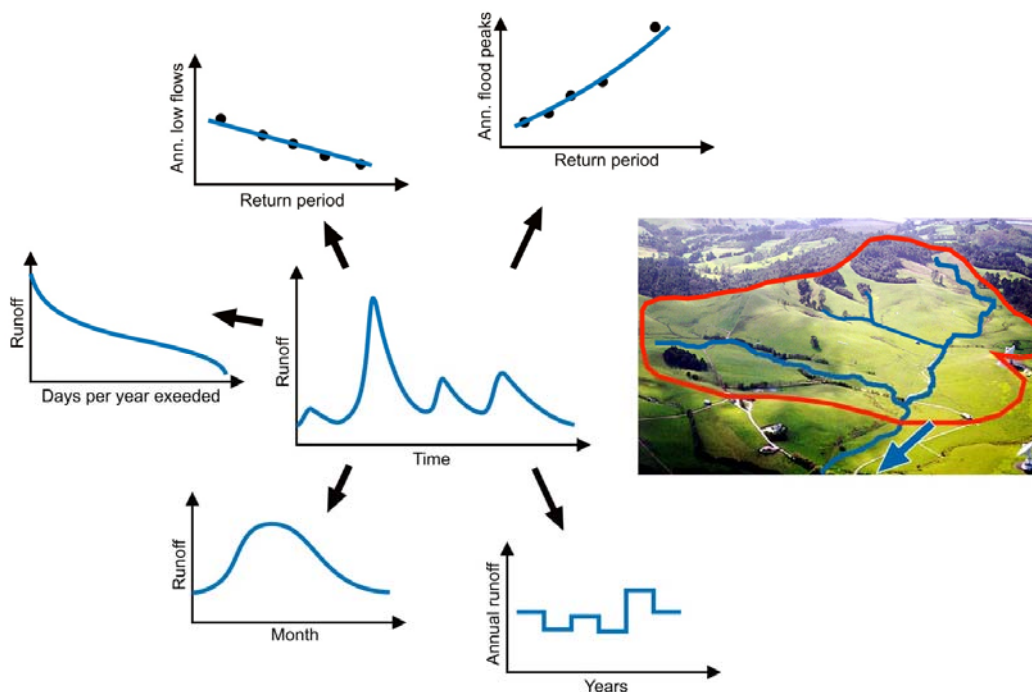 Ann. low flows
Return period
Ann. flood peaks
Return period
Runoff
Days per year exeeded
Runoff
Time
Runoff
Month
Annual runoff
Years